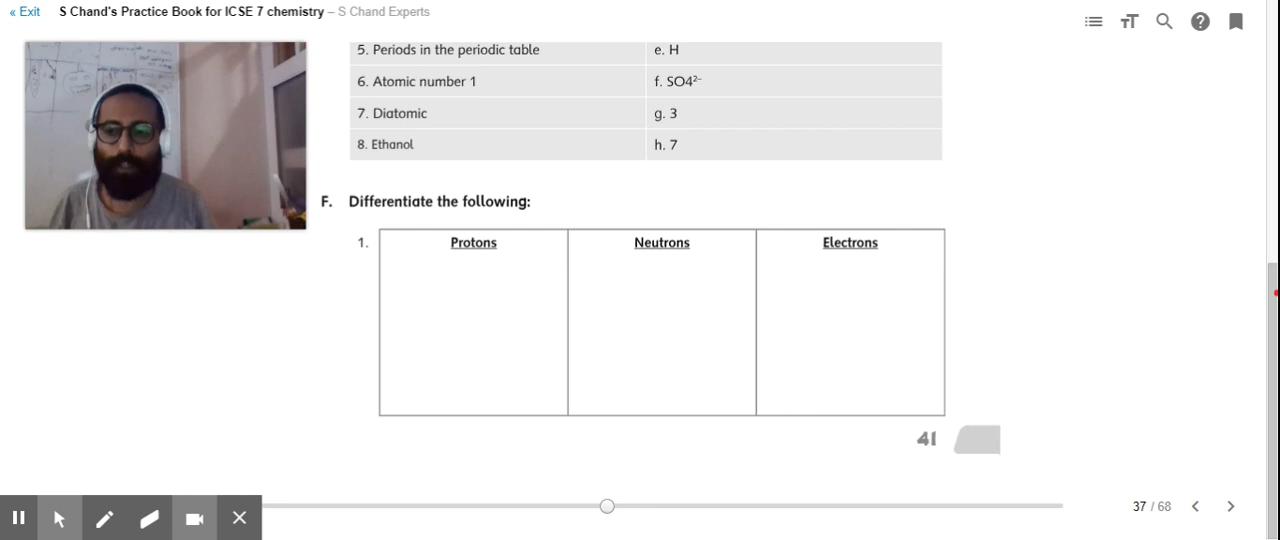 « Exit S Chand's Practice Book for ICSE 7 chemistry – S Chand Experts
5. Periods in the periodic table e. H
6. Atomic number 1 f. SO4²⁻
7. Diatomic g. 3
8. Ethanol h. 7
F. Differentiate the following:
1. Protons Neutrons Electrons
41
37 / 68